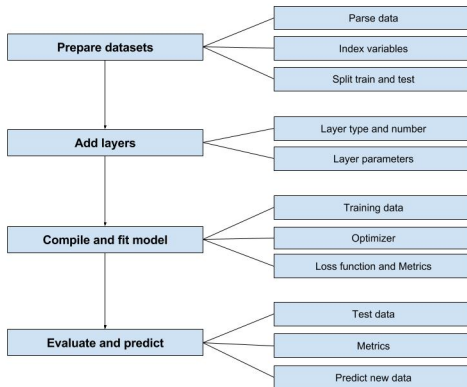 Prepare datasets
Parse data
Index variables
Split train and test
Add layers
Layer type and number
Layer parameters
Compile and fit model
Training data
Optimizer
Loss function and Metrics
Evaluate and predict
Test data
Metrics
Predict new data